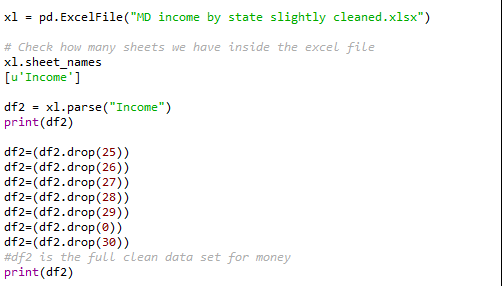 xl = pd.ExcelFile("MD income by state slightly cleaned.xlsx")
# Check how many sheets we have inside the excel file
xl.sheet_names
[u'Income']
df2 = xl.parse("Income")
print(df2)
df2=(df2.drop(25))
df2=(df2.drop(26))
df2=(df2.drop(27))
df2=(df2.drop(28))
df2=(df2.drop(29))
df2=(df2.drop(0))
df2=(df2.drop(30))
#df2 is the full clean data set for money
print(df2)